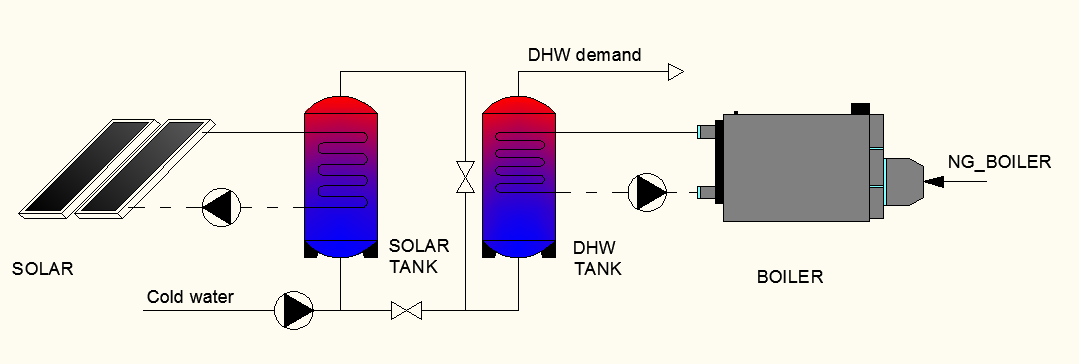 DHW demand
NG_BOILER
SOLAR
TANK
DHW
TANK
SOLAR
BOILER
Cold water